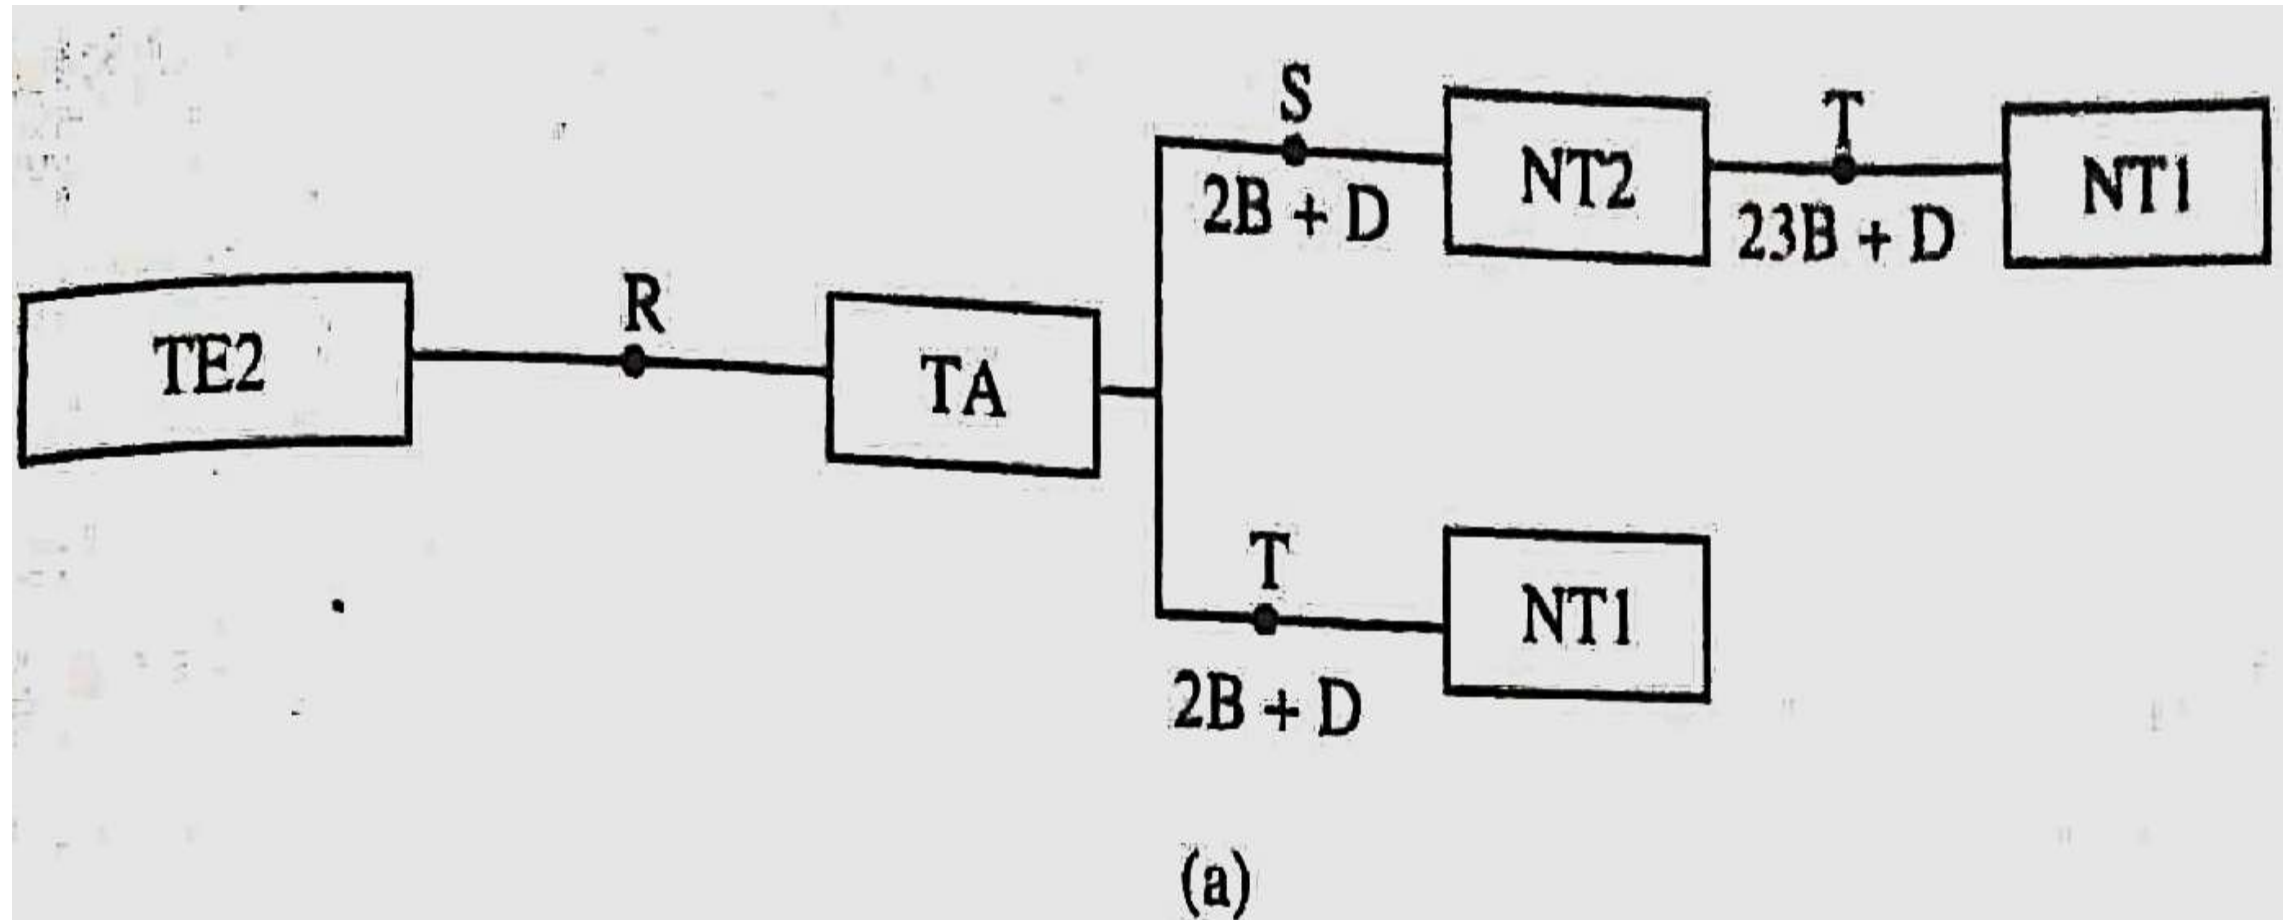 S
T
NT2
NT1
2B + D
23B + D
R
TE2
TA
T
NT1
2B + D
(a)